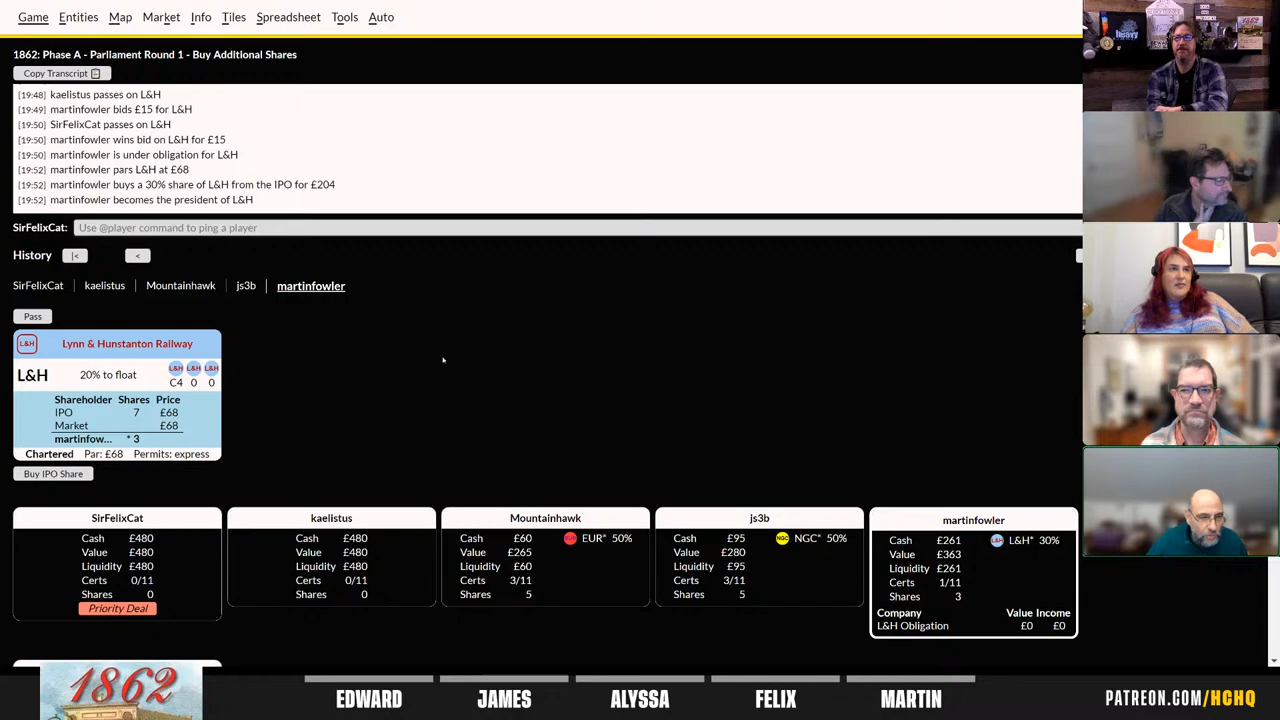 Game Entities Map Market Info Tiles Spreadsheet Tools Auto
1862: Phase A - Parliament Round 1 - Buy Additional Shares
Copy Transcript
[19:48] kaelistus passes on L&H
[19:49] martinfowler bids £15 for L&H
[19:50] SirFelixCat passes on L&H
[19:50] martinfowler wins bid on L&H for £15
[19:50] martinfowler is under obligation for L&H
[19:52] martinfowler pars L&H at £68
[19:52] martinfowler buys a 30% share of L&H from the IPO for £204
[19:52] martinfowler becomes the president of L&H
SirFelixCat: Use @player command to ping a player
History |< <
SirFelixCat kaelistus Mountainhawk js3b martinfowler
Pass
L&H Lynn & Hunstanton Railway
L&H 20% to float L&H L&H L&H
C4 0 0
Shareholder Shares Price
IPO 7 £68
Market £68
martinfow... * 3
Chartered Par: £68 Permits: express
Buy IPO Share
SirFelixCat
Cash £480
Value £480
Liquidity £480
Certs 0/11
Shares 0
Priority Deal
kaelistus
Cash £480
Value £480
Liquidity £480
Certs 0/11
Shares 0
Mountainhawk
Cash £60 EUR EUR* 50%
Value £265
Liquidity £60
Certs 3/11
Shares 5
js3b
Cash £95 NGC NGC* 50%
Value £280
Liquidity £95
Certs 3/11
Shares 5
martinfowler
Cash £261 L&H L&H* 30%
Value £363
Liquidity £261
Certs 1/11
Shares 3
Company Value Income
L&H Obligation £0 £0
1862
EDWARD JAMES ALYSSA FELIX MARTIN
PATREON.COM/HCHQ